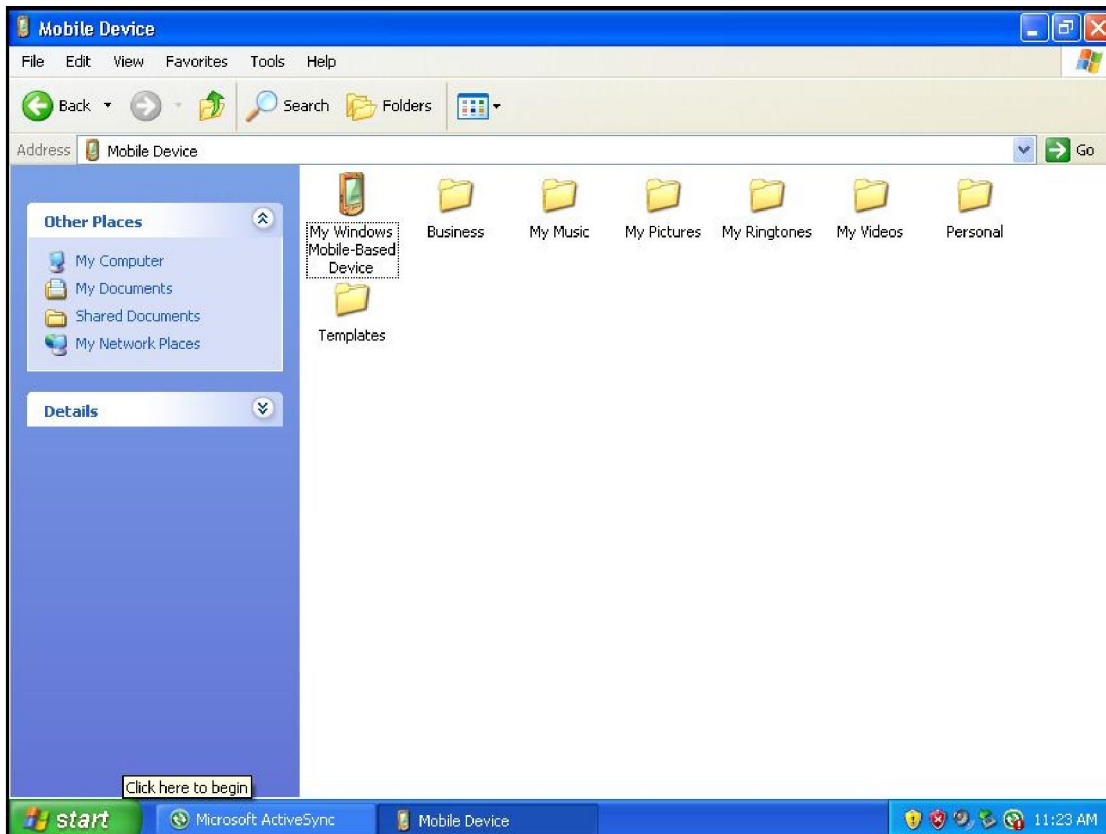 Mobile Device
File Edit View Favorites Tools Help
Back Search Folders
Address Mobile Device Go
Other Places
My Computer
My Documents
Shared Documents
My Network Places
Details
My Windows
Mobile-Based
Device
Business
My Music
My Pictures
My Ringtones
My Videos
Personal
Templates
Click here to begin
start Microsoft ActiveSync Mobile Device 11:23 AM